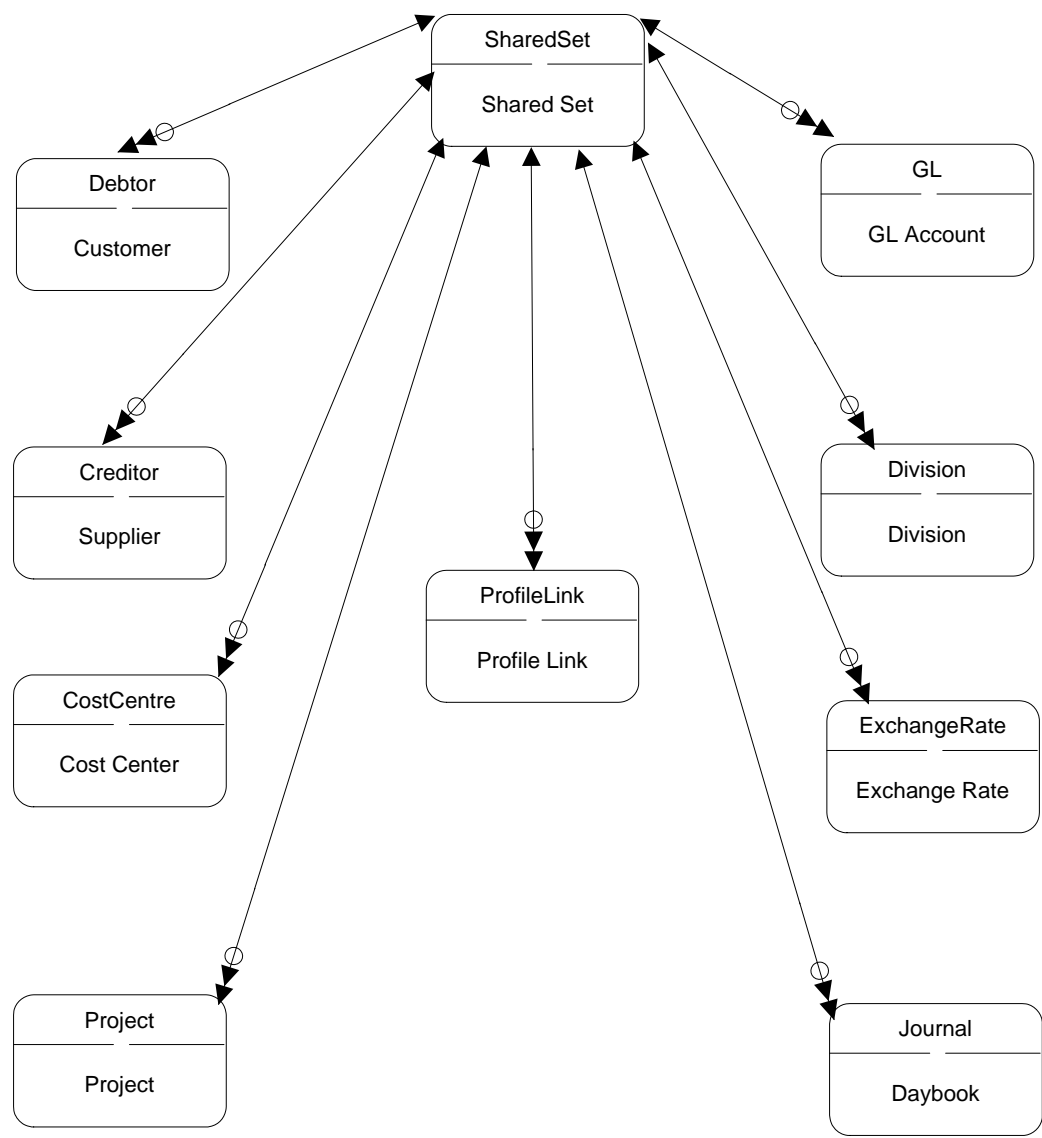 SharedSet
Shared Set
Debtor
Customer
GL
GL Account
Creditor
Supplier
Division
Division
ProfileLink
Profile Link
CostCentre
Cost Center
ExchangeRate
Exchange Rate
Project
Project
Journal
Daybook